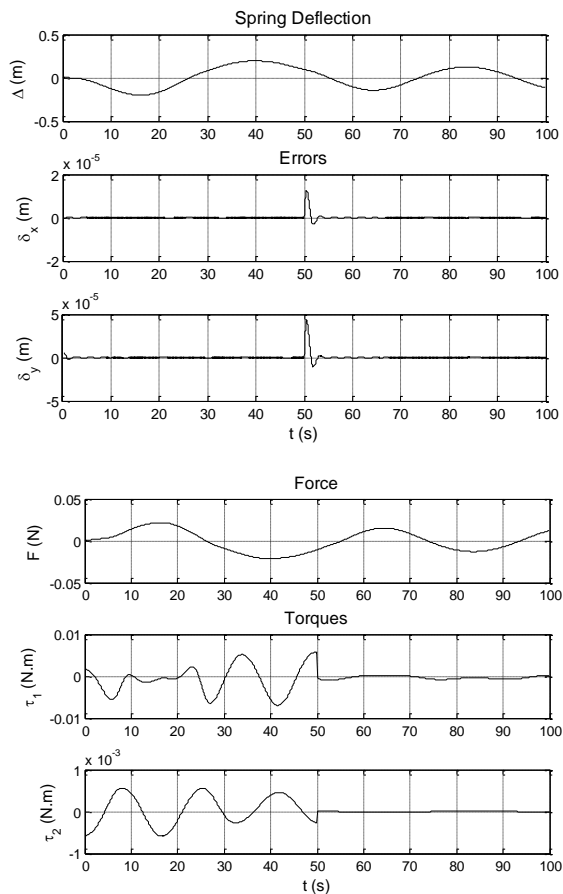 Spring Deflection
0.5
0
-0.5
Δ (m)
0 10 20 30 40 50 60 70 80 90 100
x 10⁻⁵
Errors
2
0
-2
δx (m)
0 10 20 30 40 50 60 70 80 90 100
x 10⁻⁵
5
0
-5
δy (m)
0 10 20 30 40 50 60 70 80 90 100
t (s)
Force
0.05
0
-0.05
F (N)
0 10 20 30 40 50 60 70 80 90 100
Torques
0.01
0
-0.01
τ1 (N.m)
0 10 20 30 40 50 60 70 80 90 100
x 10⁻³
1
0
-1
τ2 (N.m)
0 10 20 30 40 50 60 70 80 90 100
t (s)